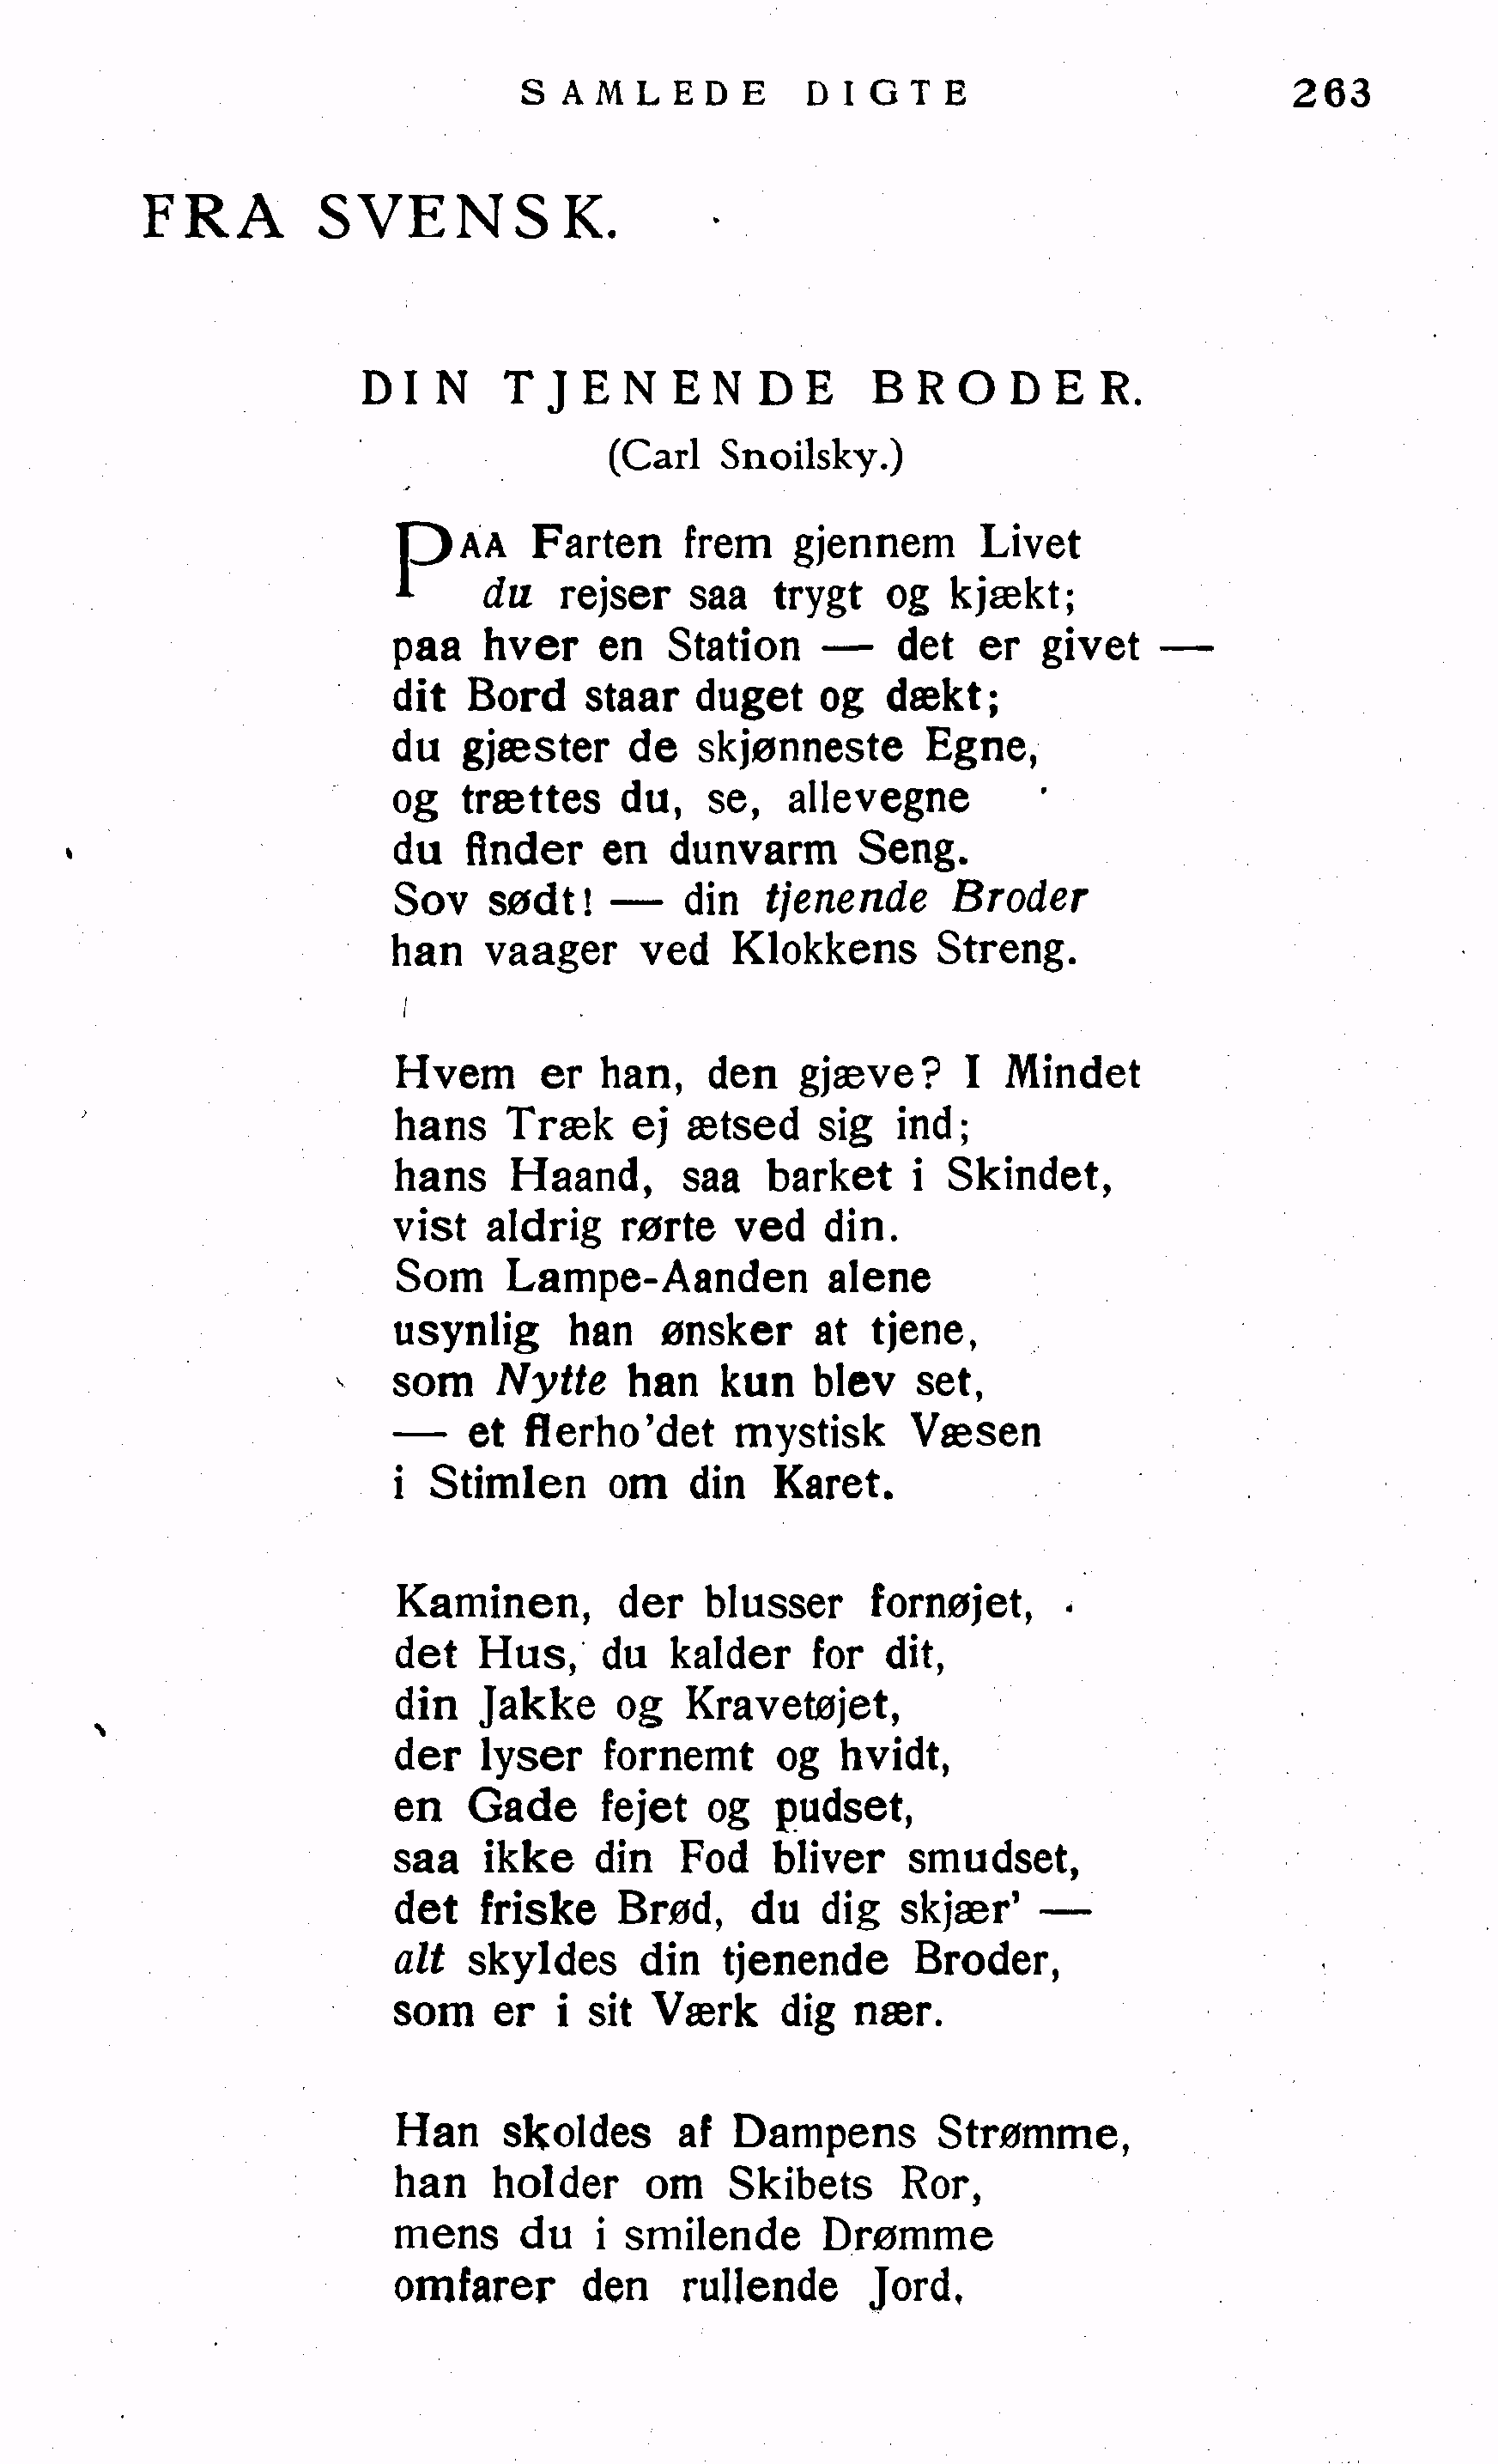 SAMLEDE DIGTE 263
FRA SVENSK.
DIN TJENENDE BRODER.
(Carl Snoilsky.)
PAA Farten frem gjennem Livet
du rejser saa trygt og kjækt;
paa hver en Station — det er givet —
dit Bord staar duget og dækt;
du gjæster de skjønneste Egne,
og trættes du, se, allevegne
du finder en dunvarm Seng.
Sov sødt! — din tjenende Broder
han vaager ved Klokkens Streng.
Hvem er han, den gjæve? I Mindet
hans Træk ej ætsed sig ind;
hans Haand, saa barket i Skindet,
vist aldrig rørte ved din.
Som Lampe-Aanden alene
usynlig han ønsker at tjene,
som Nytte han kun blev set,
— et flerho'det mystisk Væsen
i Stimlen om din Karet.
Kaminen, der blusser fornøjet,
det Hus, du kalder for dit,
din Jakke og Kravetøjet,
der lyser fornemt og hvidt,
en Gade fejet og pudset,
saa ikke din Fod bliver smudset,
det friske Brød, du dig skjær' —
alt skyldes din tjenende Broder,
som er i sit Værk dig nær.
Han skoldes af Dampens Strømme,
han holder om Skibets Ror,
mens du i smilende Drømme
omfarer den rullende Jord,